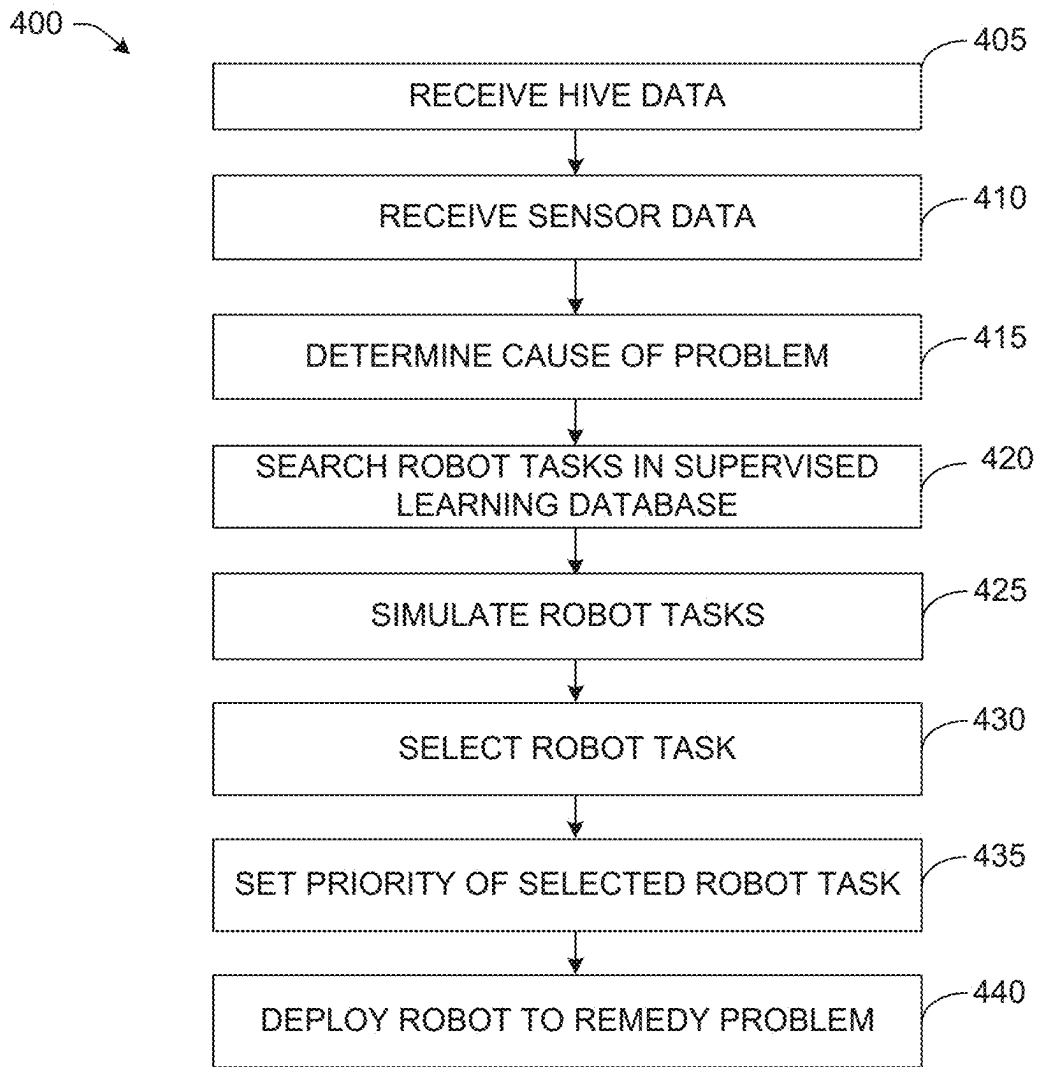 400
405
RECEIVE HIVE DATA
410
RECEIVE SENSOR DATA
415
DETERMINE CAUSE OF PROBLEM
420
SEARCH ROBOT TASKS IN SUPERVISED
LEARNING DATABASE
425
SIMULATE ROBOT TASKS
430
SELECT ROBOT TASK
435
SET PRIORITY OF SELECTED ROBOT TASK
440
DEPLOY ROBOT TO REMEDY PROBLEM